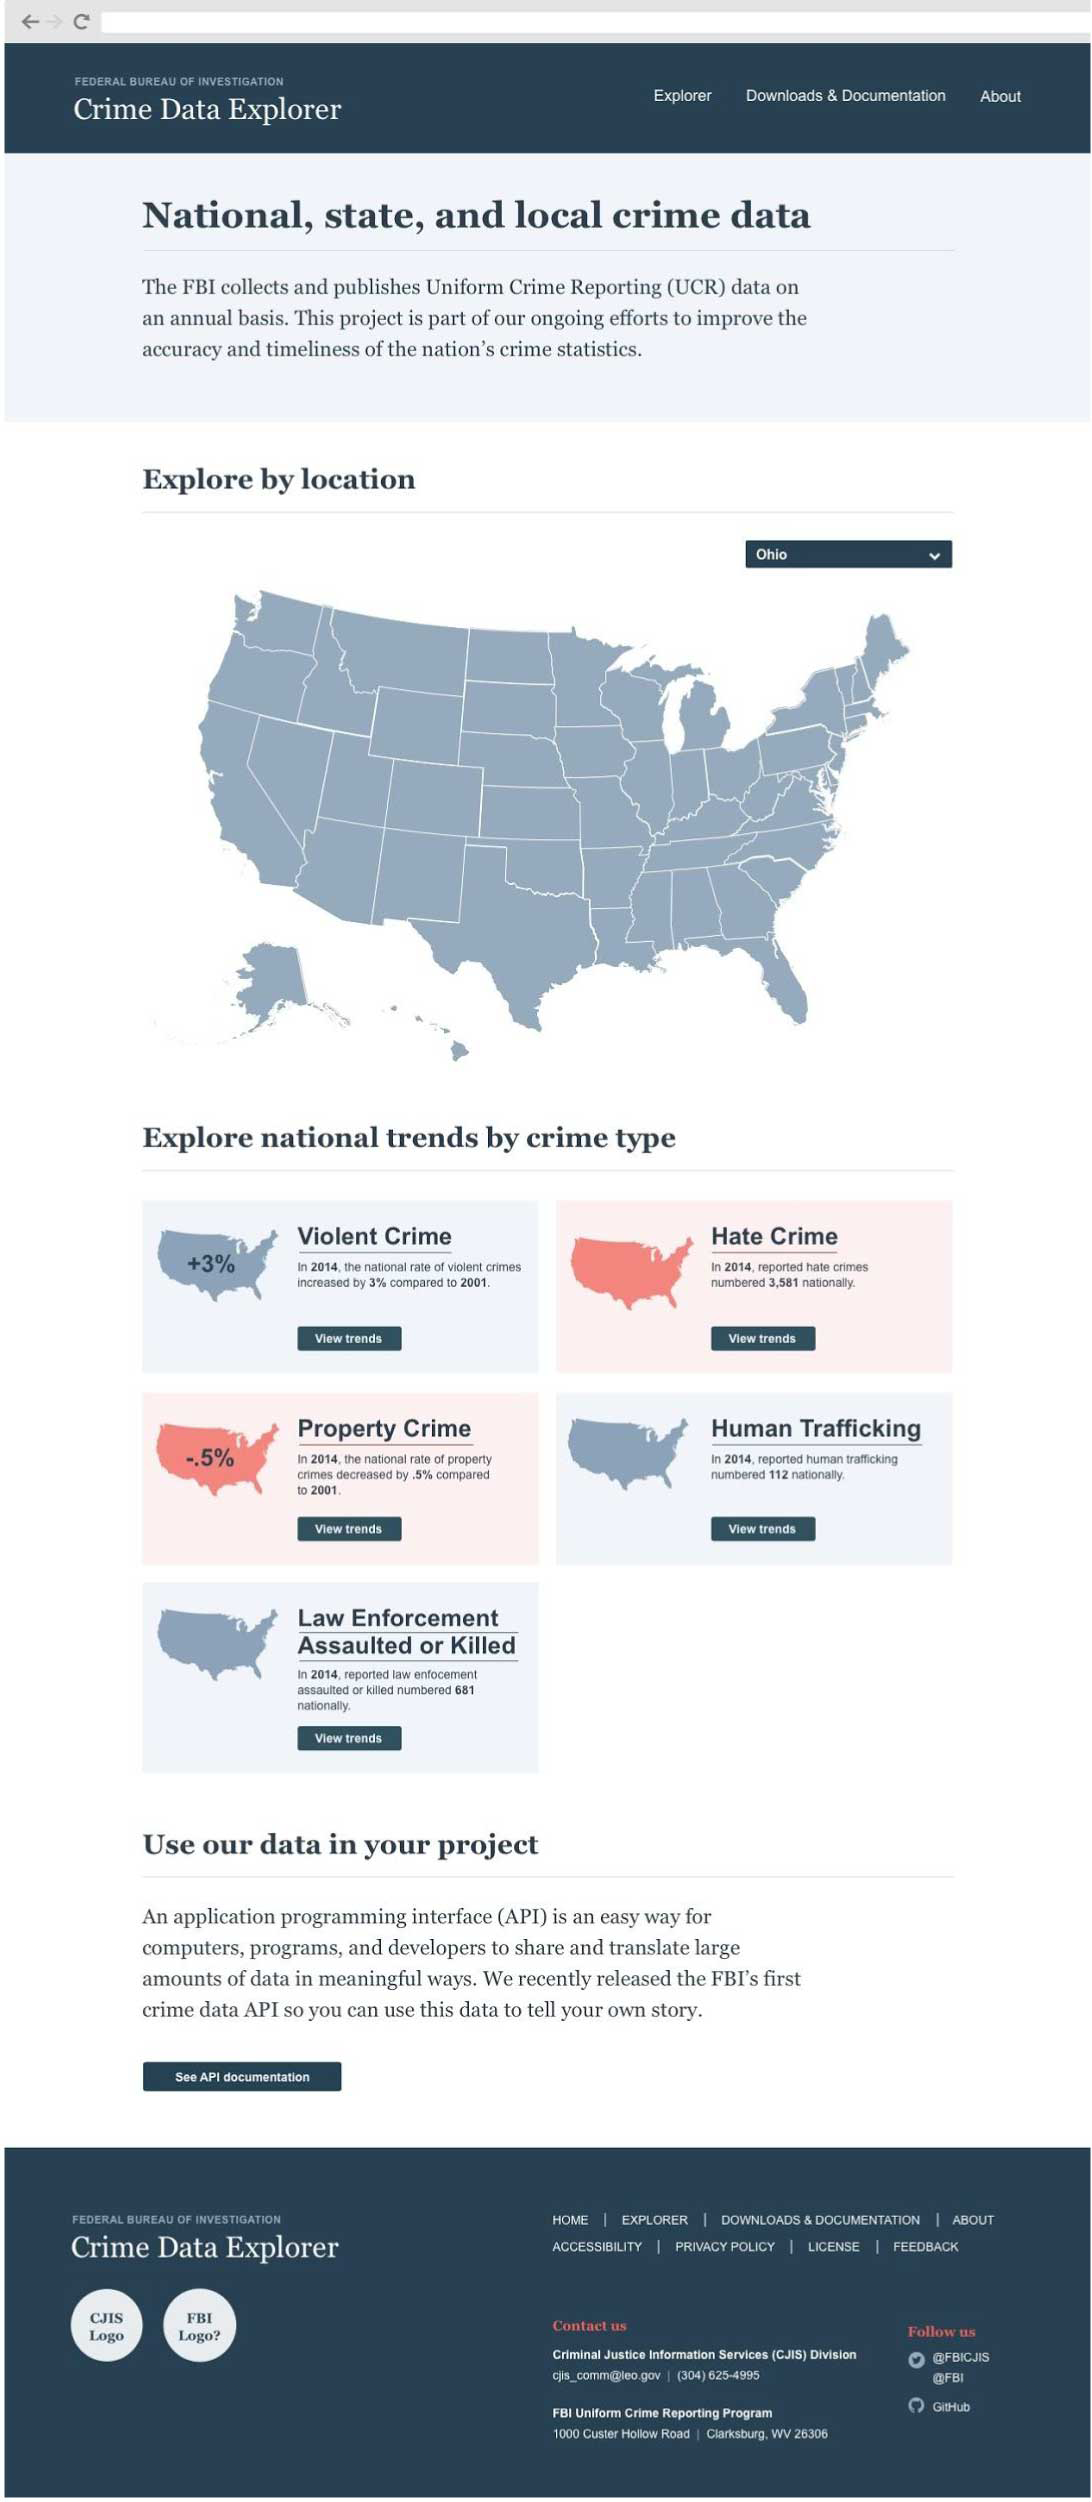 FEDERAL BUREAU OF INVESTIGATION
Crime Data Explorer
Explorer Downloads & Documentation About
National, state, and local crime data
The FBI collects and publishes Uniform Crime Reporting (UCR) data on
an annual basis. This project is part of our ongoing efforts to improve the
accuracy and timeliness of the nation’s crime statistics.
Explore by location
Ohio
Explore national trends by crime type
+3%
Violent Crime
In 2014, the national rate of violent crimes
increased by 3% compared to 2001.
View trends
Hate Crime
In 2014, reported hate crimes
numbered 3,581 nationally.
View trends
-.5%
Property Crime
In 2014, the national rate of property
crimes decreased by .5% compared
to 2001.
View trends
Human Trafficking
In 2014, reported human trafficking
numbered 112 nationally.
View trends
Law Enforcement
Assaulted or Killed
In 2014, reported law enfocement
assaulted or killed numbered 681
nationally.
View trends
Use our data in your project
An application programming interface (API) is an easy way for
computers, programs, and developers to share and translate large
amounts of data in meaningful ways. We recently released the FBI’s first
crime data API so you can use this data to tell your own story.
See API documentation
FEDERAL BUREAU OF INVESTIGATION
Crime Data Explorer
CJIS
Logo
FBI
Logo?
HOME | EXPLORER | DOWNLOADS & DOCUMENTATION | ABOUT
ACCESSIBILITY | PRIVACY POLICY | LICENSE | FEEDBACK
Contact us
Criminal Justice Information Services (CJIS) Division
cjis_comm@leo.gov | (304) 625-4995
FBI Uniform Crime Reporting Program
1000 Custer Hollow Road | Clarksburg, WV 26306
Follow us
@FBICJIS
@FBI
GitHub